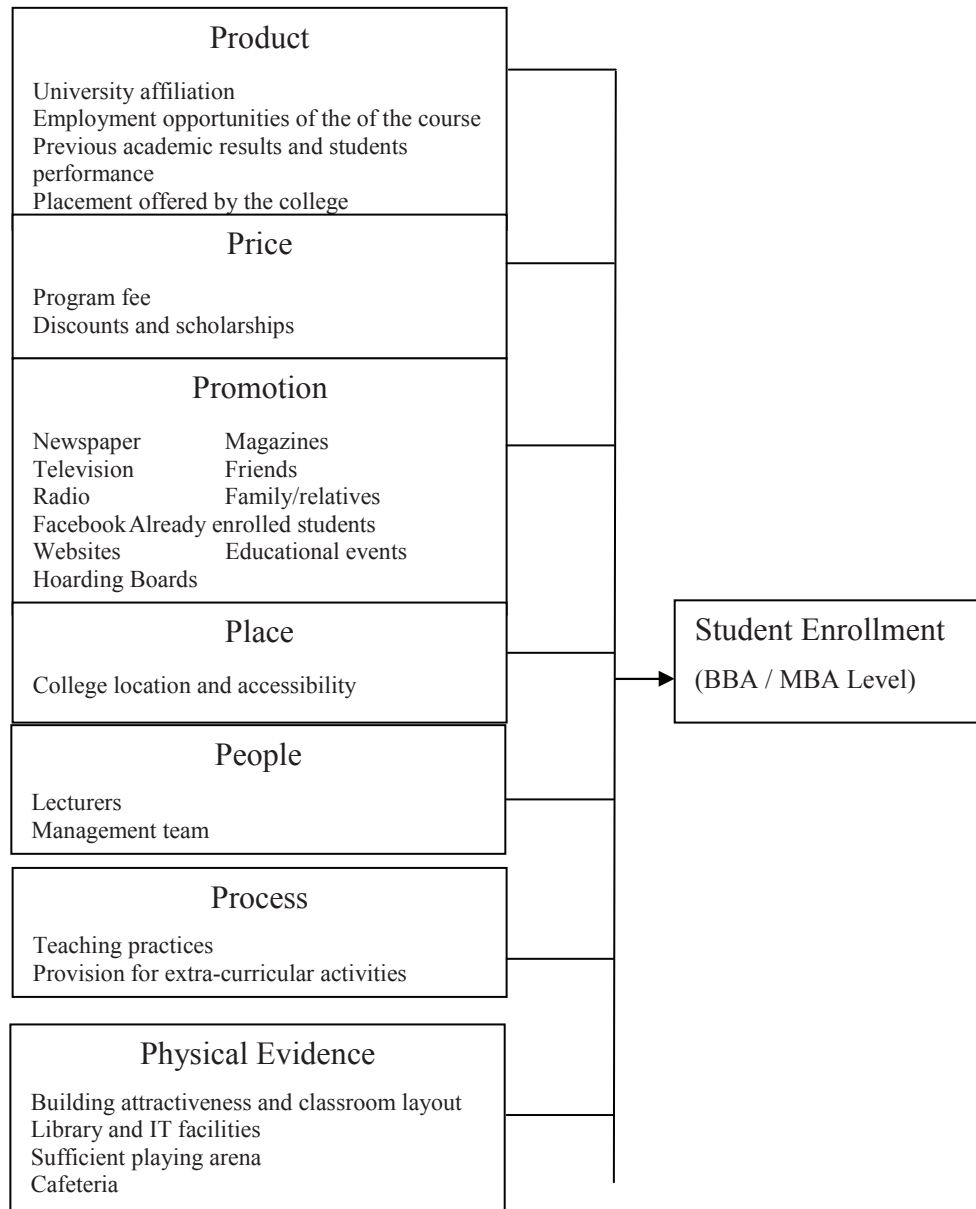 Product
University affiliation
Employment opportunities of the of the course
Previous academic results and students
performance
Placement offered by the college
Price
Program fee
Discounts and scholarships
Promotion
Newspaper Magazines
Television Friends
Radio Family/relatives
Facebook Already enrolled students
Websites Educational events
Hoarding Boards
Place
College location and accessibility
Student Enrollment
(BBA / MBA Level)
People
Lecturers
Management team
Process
Teaching practices
Provision for extra-curricular activities
Physical Evidence
Building attractiveness and classroom layout
Library and IT facilities
Sufficient playing arena
Cafeteria